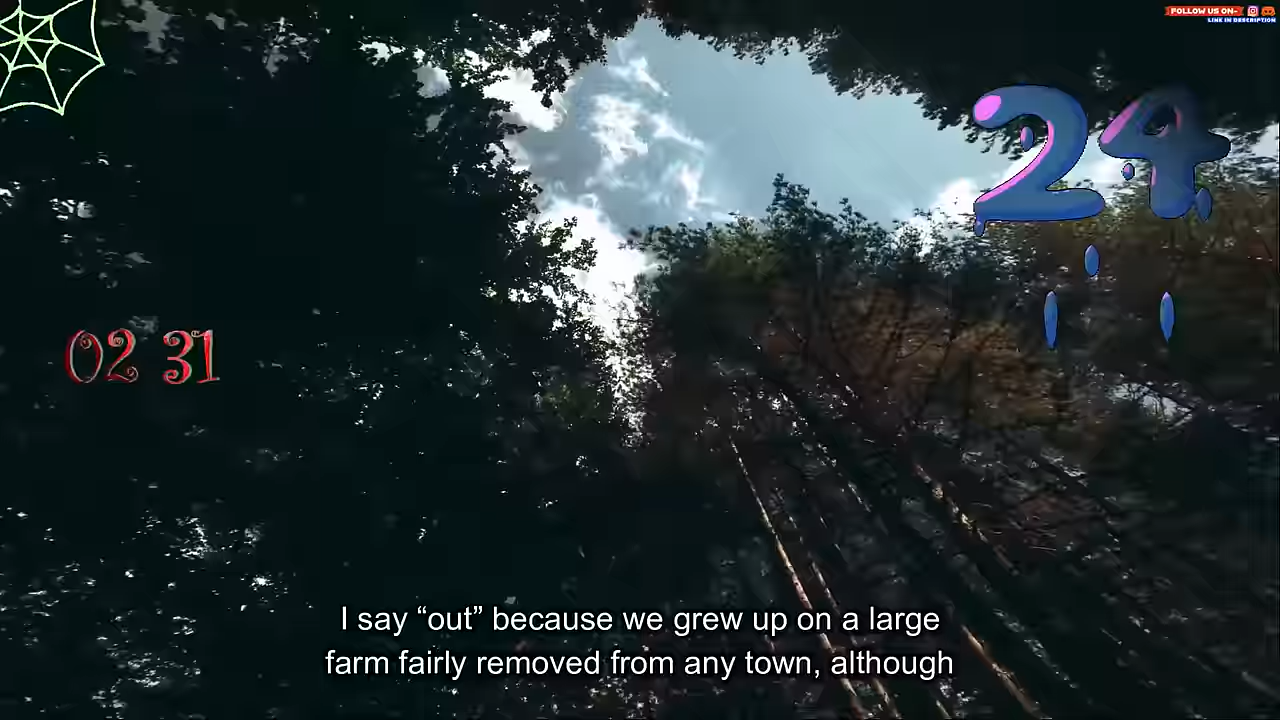 FOLLOW US ON-
LINK IN DESCRIPTION
24
02 31
I say “out” because we grew up on a large
farm fairly removed from any town, although